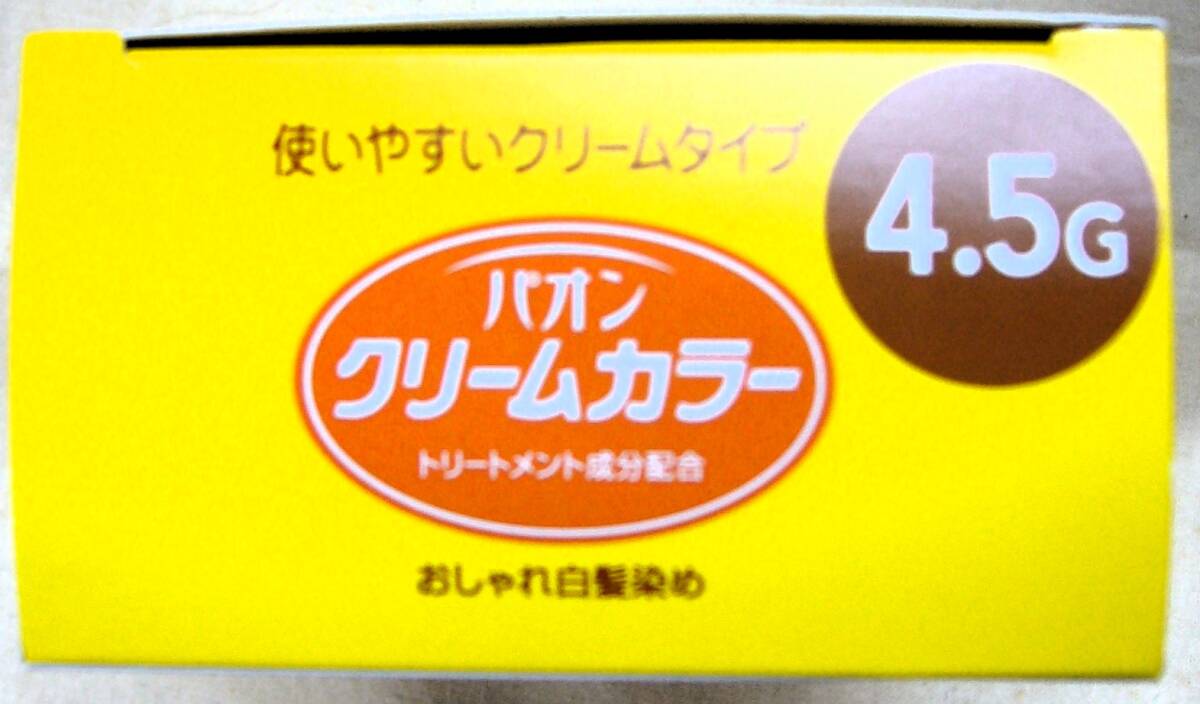 使いやすいクリームタイプ
4.5G
パオン
クリームカラー
トリートメント成分配合
おしゃれ白髪染め